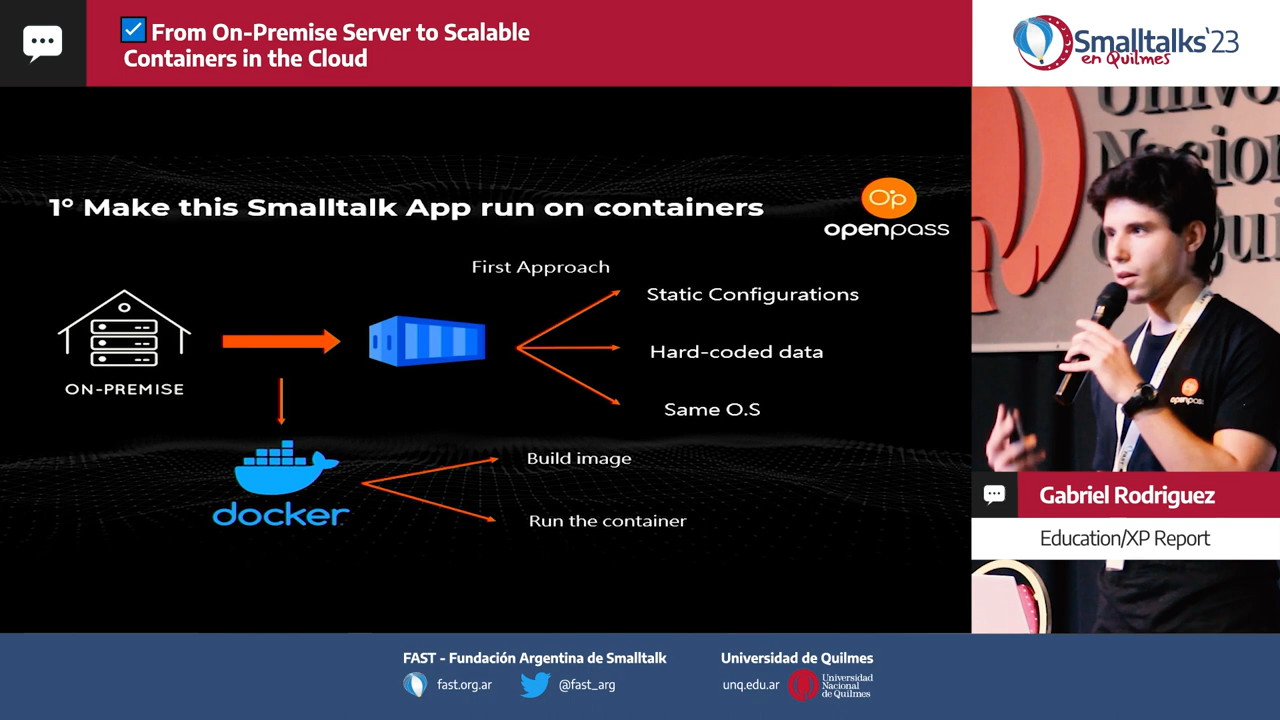 From On-Premise Server to Scalable
Containers in the Cloud
Smalltalks'23
en Quilmes
1º Make this Smalltalk App run on containers
Op
openpass
First Approach
Static Configurations
Hard-coded data
Same O.S
ON-PREMISE
docker
Build image
Run the container
openpass
Gabriel Rodriguez
Education/XP Report
FAST - Fundación Argentina de Smalltalk
fast.org.ar
@fast_arg
Universidad de Quilmes
unq.edu.ar
Universidad
Nacional
de Quilmes